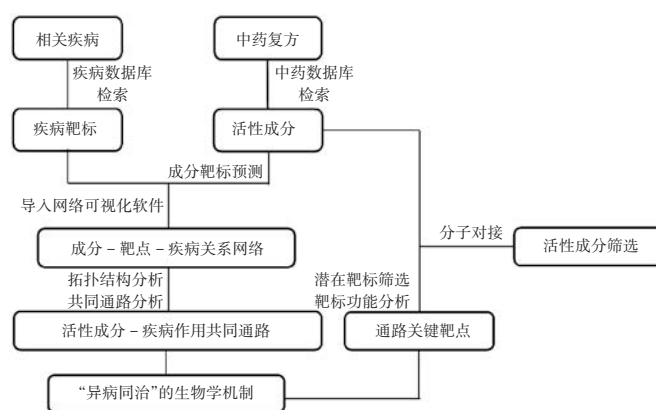 相关疾病
中药复方
疾病数据库
检索
中药数据库
检索
疾病靶标
活性成分
成分靶标预测
导入网络可视化软件
分子对接
活性成分筛选
成分－靶点－疾病关系网络
拓扑结构分析
共同通路分析
潜在靶标筛选
靶标功能分析
活性成分－疾病作用共同通路
通路关键靶点
“异病同治”的生物学机制